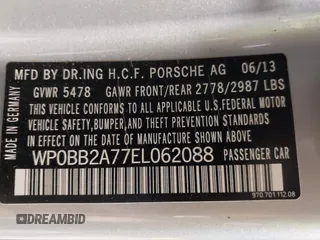 MFD BY DR.ING H.C.F. PORSCHE AG 06/13
GVWR 5478 GAWR FRONT/REAR 2778/2987 LBS
THIS VEHICLE CONFORMS TO ALL APPLICABLE U.S. FEDERAL MOTOR
VEHICLE SAFETY, BUMPER, AND THEFT PREVENTION STANDARDS
IN EFFECT ON THE DATE OF MANUFACTURE SHOWN ABOVE.
WP0BB2A77EL062088 PASSENGER CAR
MADE IN GERMANY
970.701.112.08
DREAMBID